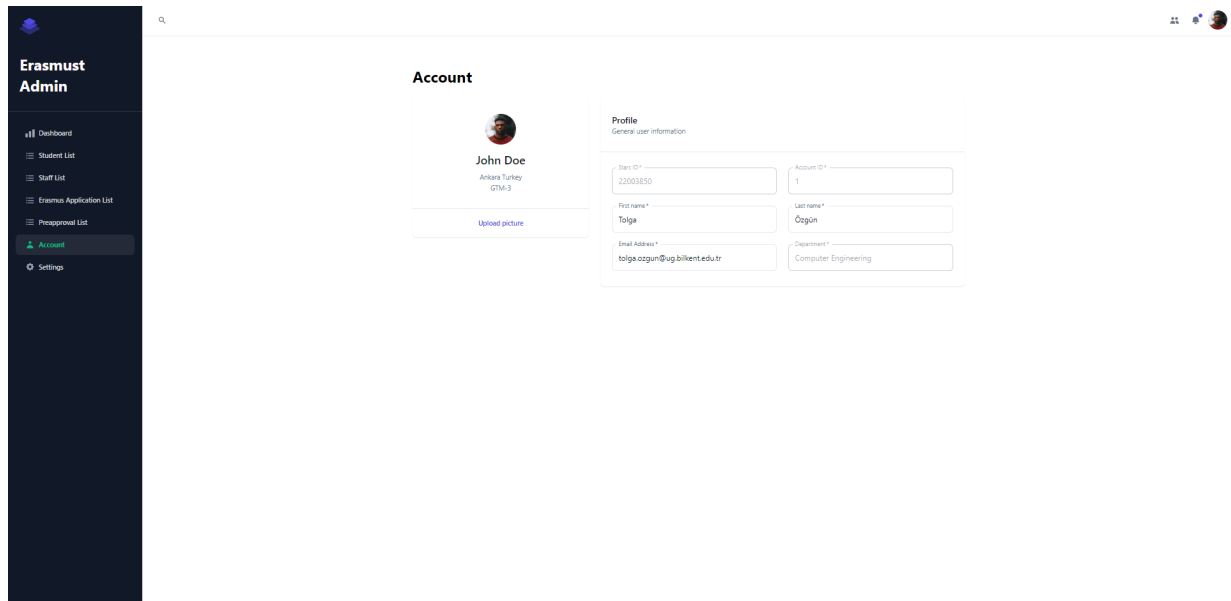 Erasmust
Admin
Dashboard
Student List
Staff List
Erasmus Application List
Preapproval List
Account
Settings
Account
John Doe
Ankara Turkey
GTM-3
Upload picture
Profile
General user information
Stars ID *
22003850
Account ID *
1
First name *
Tolga
Last name *
Özgün
Email Address *
tolga.ozgun@ug.bilkent.edu.tr
Department *
Computer Engineering